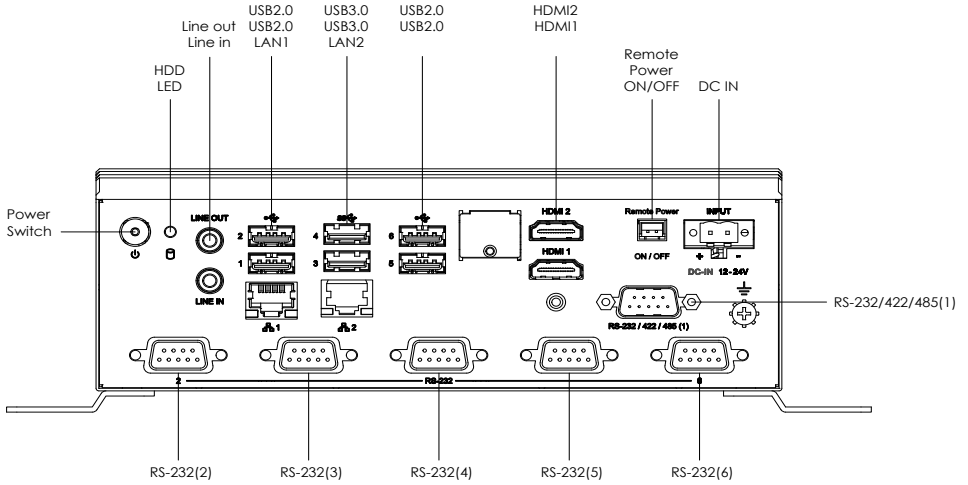 USB2.0
USB2.0
LAN1
USB3.0
USB3.0
LAN2
USB2.0
USB2.0
HDMI2
HDMI1
Line out
Line in
Remote
Power
ON/OFF
DC IN
HDD
LED
Power
Switch
LINE OUT
LINE IN
2
1
1
4
3
2
6
5
HDMI 2
HDMI 1
Remote Power
ON / OFF
INPUT
+ -
DC-IN 12-24V
RS-232 / 422 / 485 (1)
RS-232/422/485(1)
2 RS-232 6
RS-232(2)
RS-232(3)
RS-232(4)
RS-232(5)
RS-232(6)